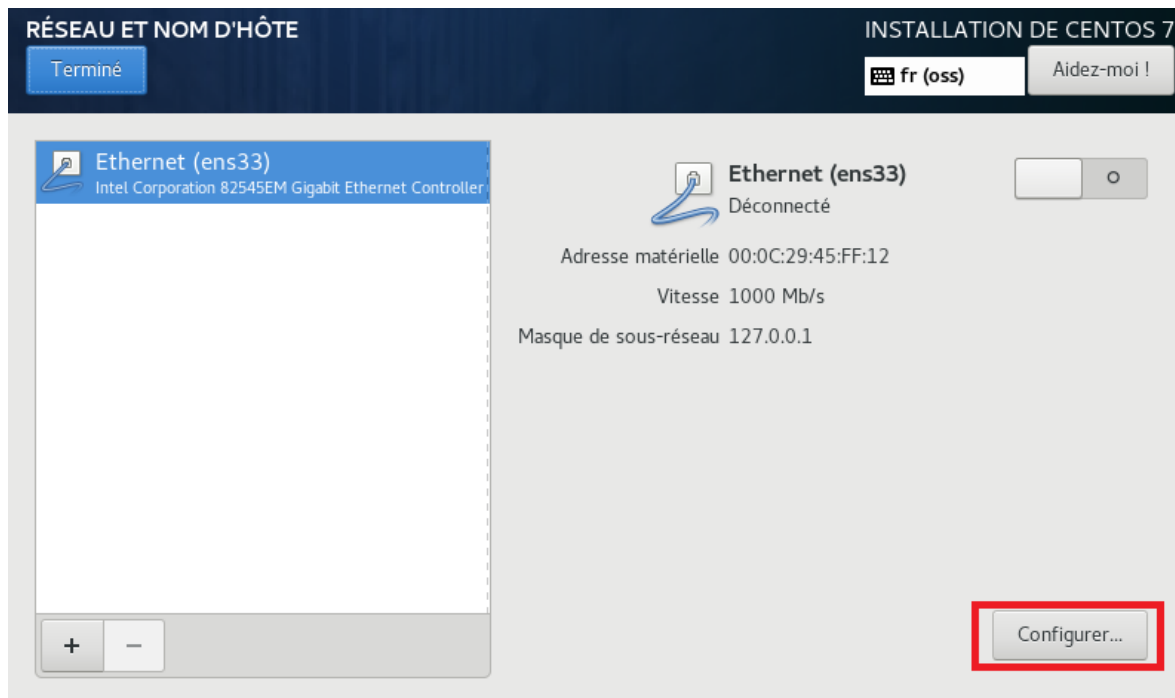 RÉSEAU ET NOM D'HÔTE
INSTALLATION DE CENTOS 7
Terminé
fr (oss)
Aidez-moi !
Ethernet (ens33)
Intel Corporation 82545EM Gigabit Ethernet Controller
Ethernet (ens33)
Déconnecté
Adresse matérielle 00:0C:29:45:FF:12
Vitesse 1000 Mb/s
Masque de sous-réseau 127.0.0.1
+ −
Configurer...